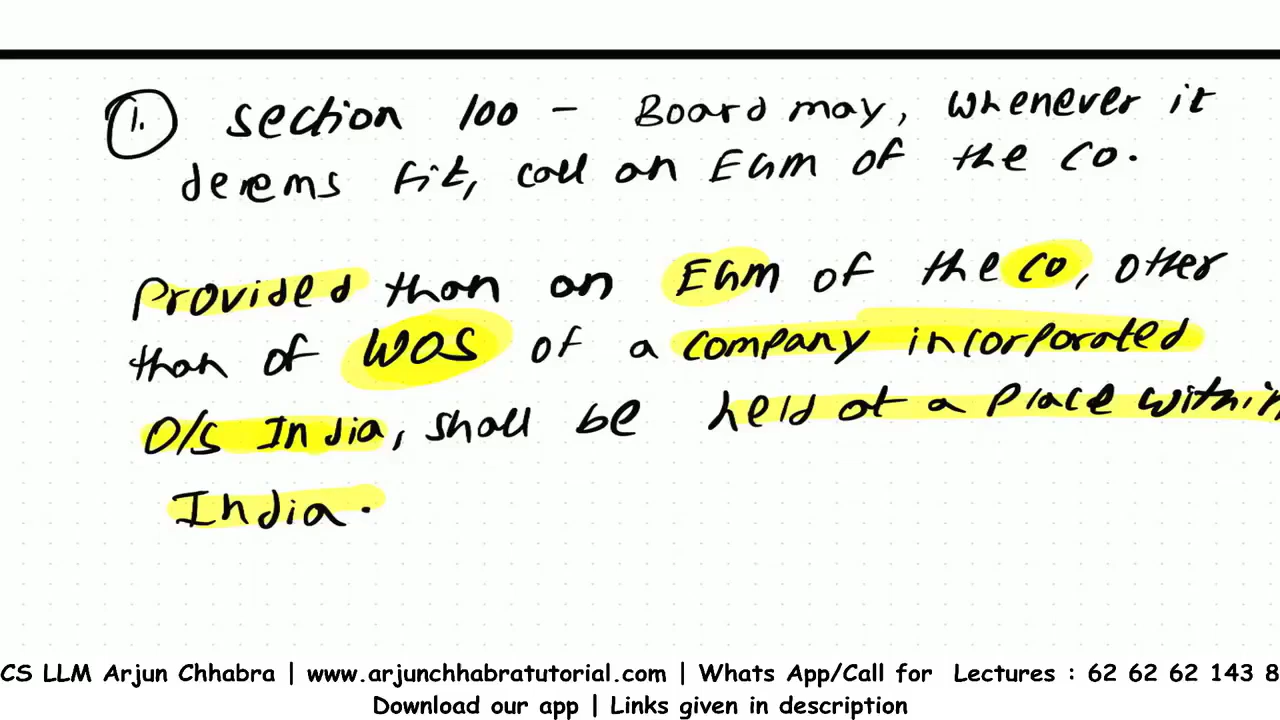 1. Section 100 - Board may, whenever it
derems fit, call an EGM of the Co.
Provided than an EGM of the Co, other
than of WOS of a company incorporated
O/S India, shall be held at a place within
India.
CS LLM Arjun Chhabra | www.arjunchhabratutorial.com | Whats App/Call for Lectures : 62 62 62 143 8
Download our app | Links given in description